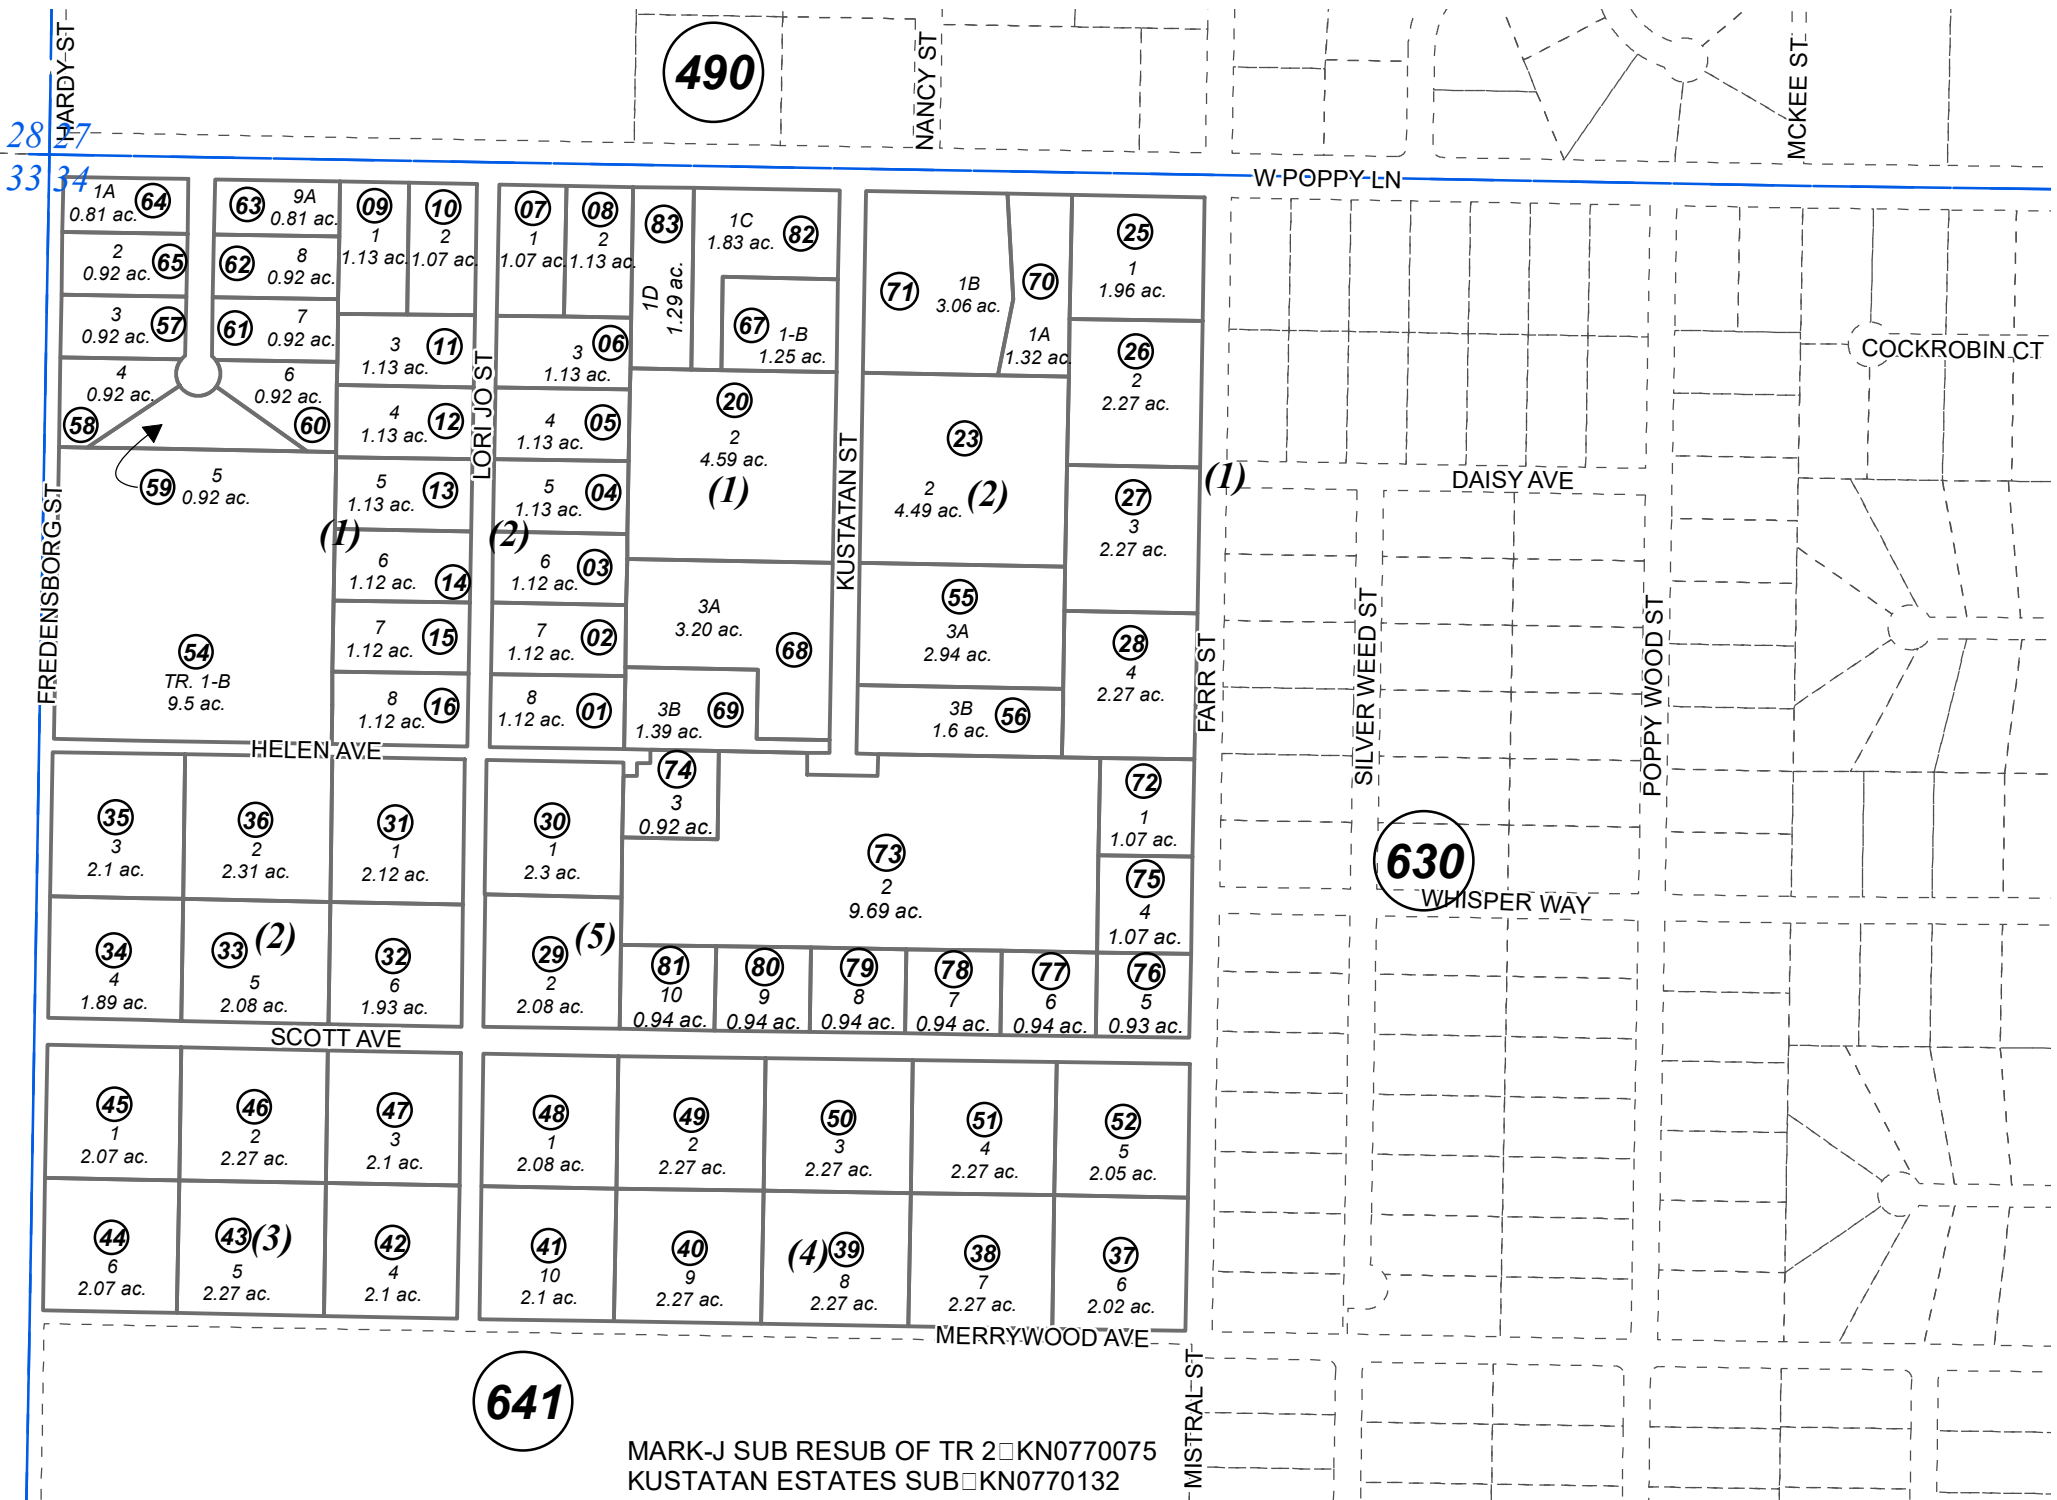 490
HARDY ST
NANCY ST
MCKEE ST
28 27
33 34
W POPPY LN
1A
64
0.81 ac.
63
9A
0.81 ac.
09
1
1.13 ac.
10
2
1.07 ac.
07
1
1.07 ac.
08
2
1.13 ac.
83
1D
1.29 ac.
1C
1.83 ac.
82
71
1B
3.06 ac.
70
1A
1.32 ac.
25
1
1.96 ac.
2
0.92 ac.
65
62
8
0.92 ac.
3
0.92 ac.
57
61
7
0.92 ac.
3
1.13 ac.
11
LORI JO ST
3
06
1.13 ac.
67
1-B
1.25 ac.
26
2
2.27 ac.
COCKROBIN CT
4
0.92 ac.
58
6
0.92 ac.
60
4
1.13 ac.
12
4
1.13 ac.
05
20
2
4.59 ac.
(1)
KUSTATAN ST
23
2
4.49 ac.
(2)
(1)
DAISY AVE
59
5
0.92 ac.
5
1.13 ac.
13
5
1.13 ac.
04
27
3
2.27 ac.
FREDENSBORG ST
(1)
(2)
6
1.12 ac.
14
6
1.12 ac.
03
54
TR. 1-B
9.5 ac.
7
1.12 ac.
15
7
1.12 ac.
02
3A
3.20 ac.
68
55
3A
2.94 ac.
28
4
2.27 ac.
FARR ST
SILVER WEED ST
POPPY WOOD ST
8
1.12 ac.
16
8
1.12 ac.
01
3B
1.39 ac.
69
3B
1.6 ac.
56
HELEN AVE
35
3
2.1 ac.
36
2
2.31 ac.
31
1
2.12 ac.
30
1
2.3 ac.
74
3
0.92 ac.
73
2
9.69 ac.
72
1
1.07 ac.
630
WHISPER WAY
75
4
1.07 ac.
34
4
1.89 ac.
33
(2)
5
2.08 ac.
32
6
1.93 ac.
29
(5)
2
2.08 ac.
81
10
0.94 ac.
80
9
0.94 ac.
79
8
0.94 ac.
78
7
0.94 ac.
77
6
0.94 ac.
76
5
0.93 ac.
SCOTT AVE
45
1
2.07 ac.
46
2
2.27 ac.
47
3
2.1 ac.
48
1
2.08 ac.
49
2
2.27 ac.
50
3
2.27 ac.
51
4
2.27 ac.
52
5
2.05 ac.
44
6
2.07 ac.
43
(3)
5
2.27 ac.
42
4
2.1 ac.
41
10
2.1 ac.
40
9
2.27 ac.
(4)
39
8
2.27 ac.
38
7
2.27 ac.
37
6
2.02 ac.
MERRYWOOD AVE
641
MISTRAL ST
MARK-J SUB RESUB OF TR 2□KN0770075
KUSTATAN ESTATES SUB□KN0770132